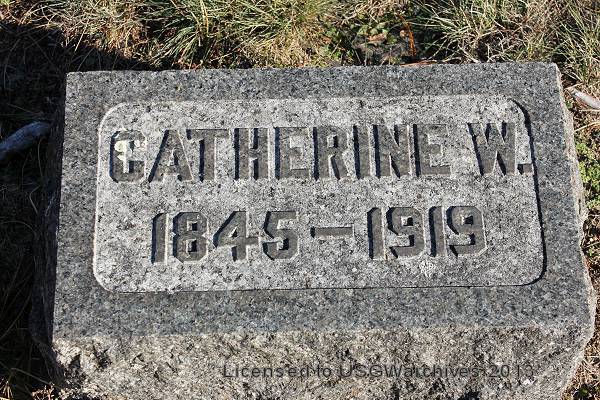 CATHERINE W.
1845–1919
Licensed to USGWarchives 2013